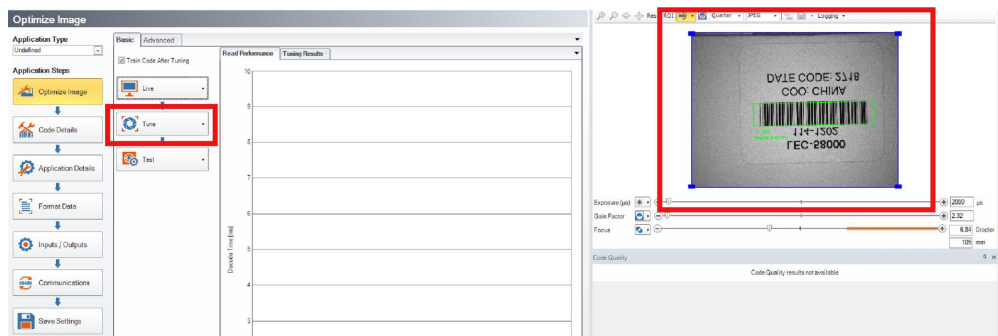 Optimize Image
Application Type
Undefined
Application Steps
Optimize Image
Code Details
Application Details
Format Data
Inputs / Outputs
Communications
Save Settings
Basic
Advanced
Train Code After Tuning
Live
Tune
Test
Read Performance
Tuning Results
10
9
8
7
6
4
3
Decode Time [ms]
ROI
Quarter
JPEG
Logging
DATE CODE: 2718
COO: CHINA
114-1202
LEC-58000
Exposure (µs)
2000 µs
Gain Factor
2.32
Focus
6.84 Diopter
105 mm
Code Quality
Code Quality results not available